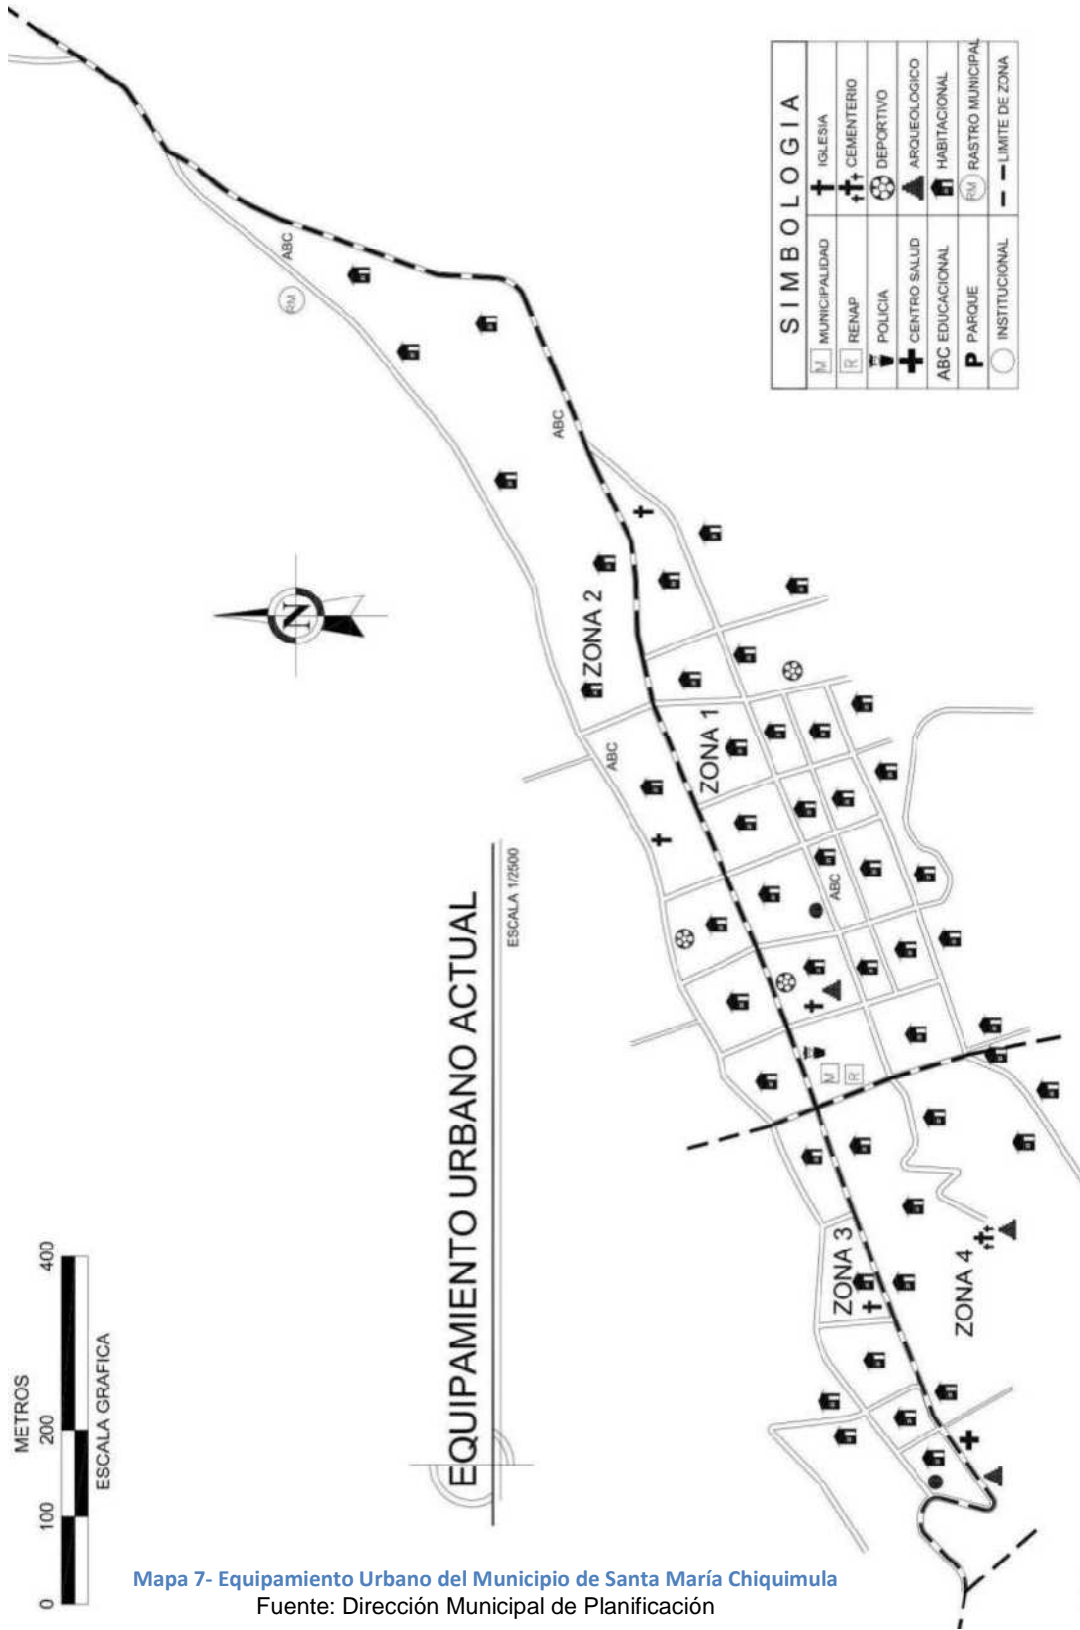 METROS
0 100 200 400
ESCALA GRAFICA
EQUIPAMIENTO URBANO ACTUAL
ESCALA 1/2500
N
SIMBOLOGIA
M MUNICIPALIDAD
IGLESIA
R RENAP
CEMENTERIO
POLICIA
DEPORTIVO
CENTRO SALUD
ARQUEOLOGICO
ABC EDUCACIONAL
HABITACIONAL
P PARQUE
RM RASTRO MUNICIPAL
INSTITUCIONAL
LIMITE DE ZONA
RM
ABC
ABC
ZONA 2
ABC
ZONA 1
ABC
M
R
ZONA 3
ZONA 4
Mapa 7- Equipamiento Urbano del Municipio de Santa María Chiquimula
Fuente: Dirección Municipal de Planificación